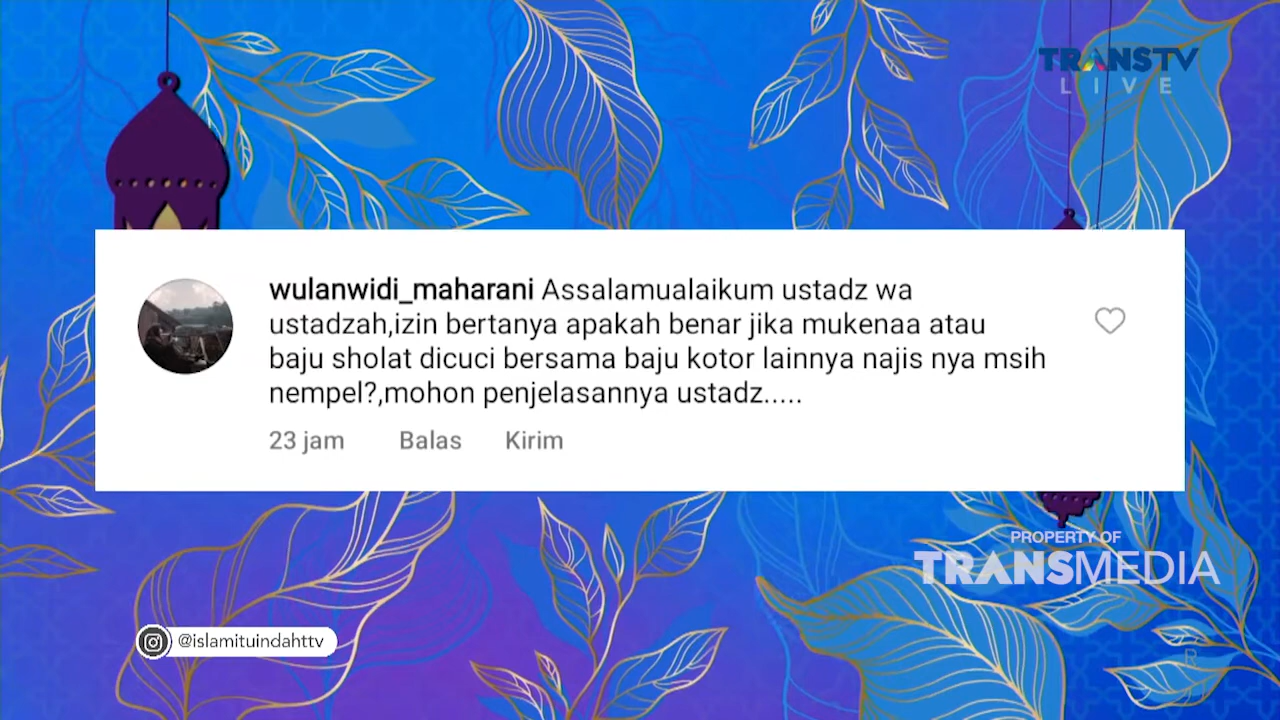 TRANSTV
LIVE
wulanwidi_maharani Assalamualaikum ustadz wa
ustadzah,izin bertanya apakah benar jika mukenaa atau
baju sholat dicuci bersama baju kotor lainnya najis nya msih
nempel?,mohon penjelasannya ustadz.....
23 jam Balas Kirim
PROPERTY OF
TRANSMEDIA
@islamituindahttv
R